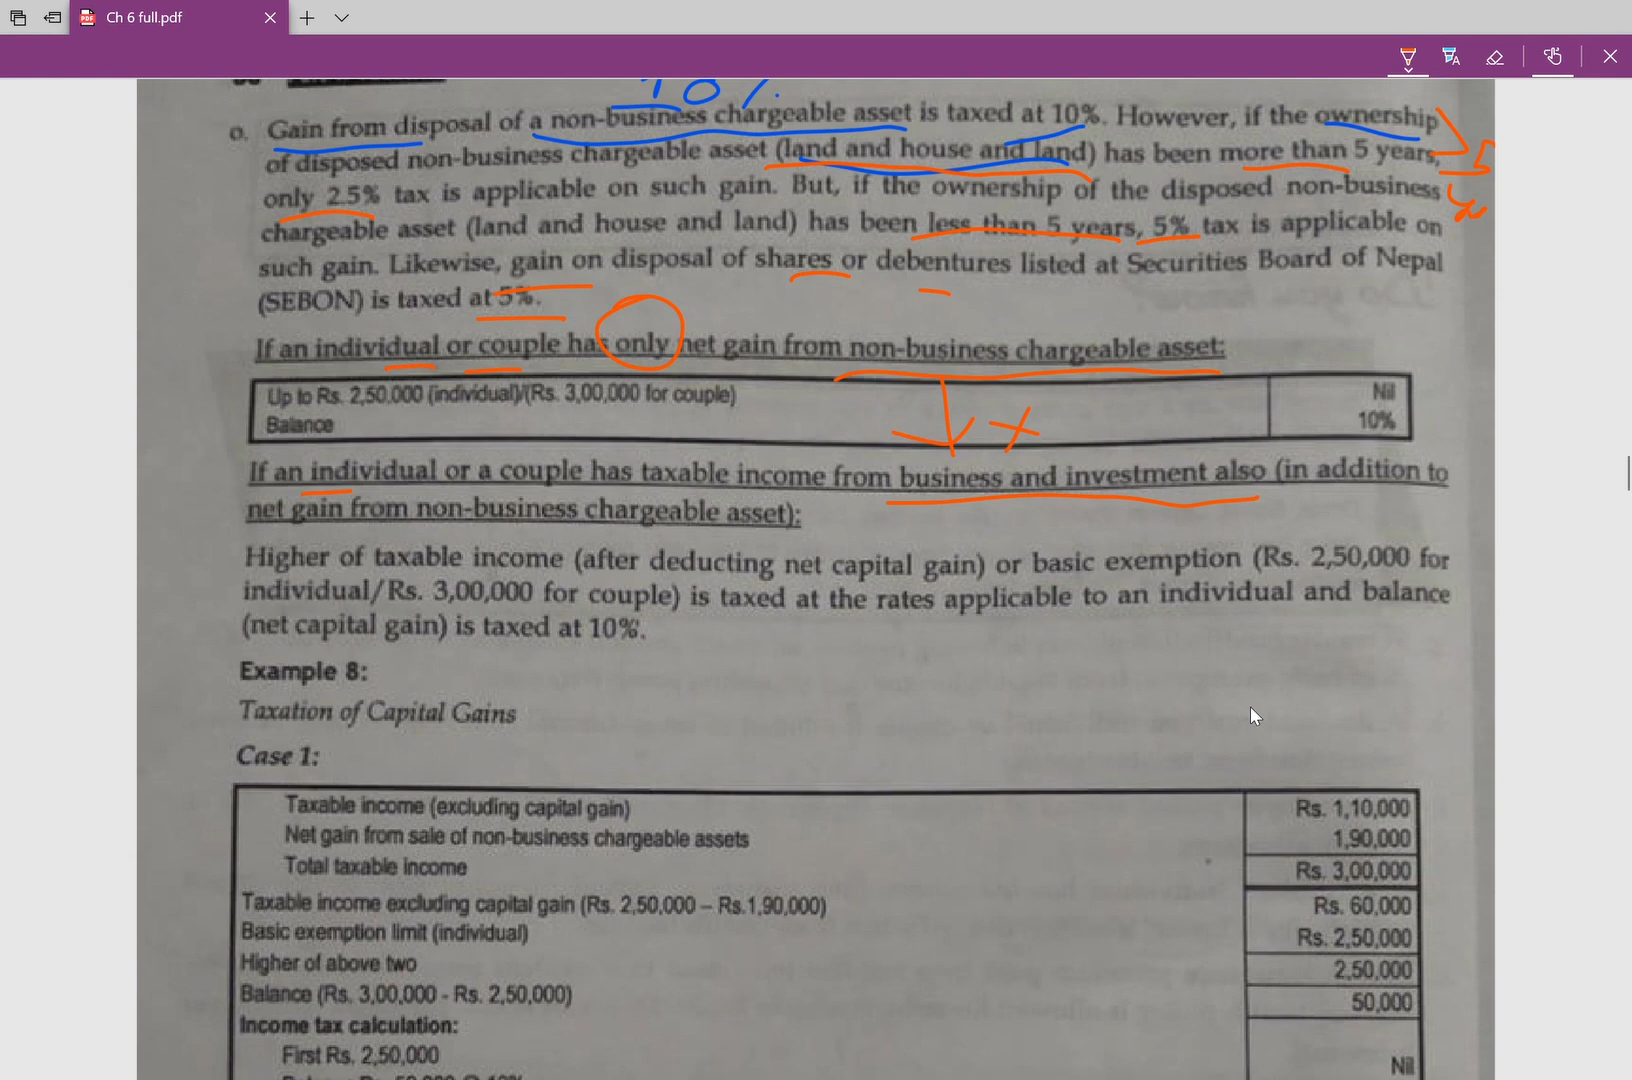 Ch 6 full.pdf
10%
o. Gain from disposal of a non-business chargeable asset is taxed at 10%. However, if the ownership
of disposed non-business chargeable asset (land and house and land) has been more than 5 years,
only 2.5% tax is applicable on such gain. But, if the ownership of the disposed non-business
chargeable asset (land and house and land) has been less than 5 years, 5% tax is applicable on
such gain. Likewise, gain on disposal of shares or debentures listed at Securities Board of Nepal
(SEBON) is taxed at 5%.
If an individual or couple has only net gain from non-business chargeable asset:
Up to Rs. 2,50,000 (individual)/(Rs. 3,00,000 for couple) Nil
Balance 10%
If an individual or a couple has taxable income from business and investment also (in addition to
net gain from non-business chargeable asset):
Higher of taxable income (after deducting net capital gain) or basic exemption (Rs. 2,50,000 for
individual/Rs. 3,00,000 for couple) is taxed at the rates applicable to an individual and balance
(net capital gain) is taxed at 10%.
Example 8:
Taxation of Capital Gains
Case 1:
Taxable income (excluding capital gain) Rs. 1,10,000
Net gain from sale of non-business chargeable assets 1,90,000
Total taxable income Rs. 3,00,000
Taxable income excluding capital gain (Rs. 2,50,000 – Rs.1,90,000) Rs. 60,000
Basic exemption limit (individual) Rs. 2,50,000
Higher of above two 2,50,000
Balance (Rs. 3,00,000 - Rs. 2,50,000) 50,000
Income tax calculation:
First Rs. 2,50,000 Nil